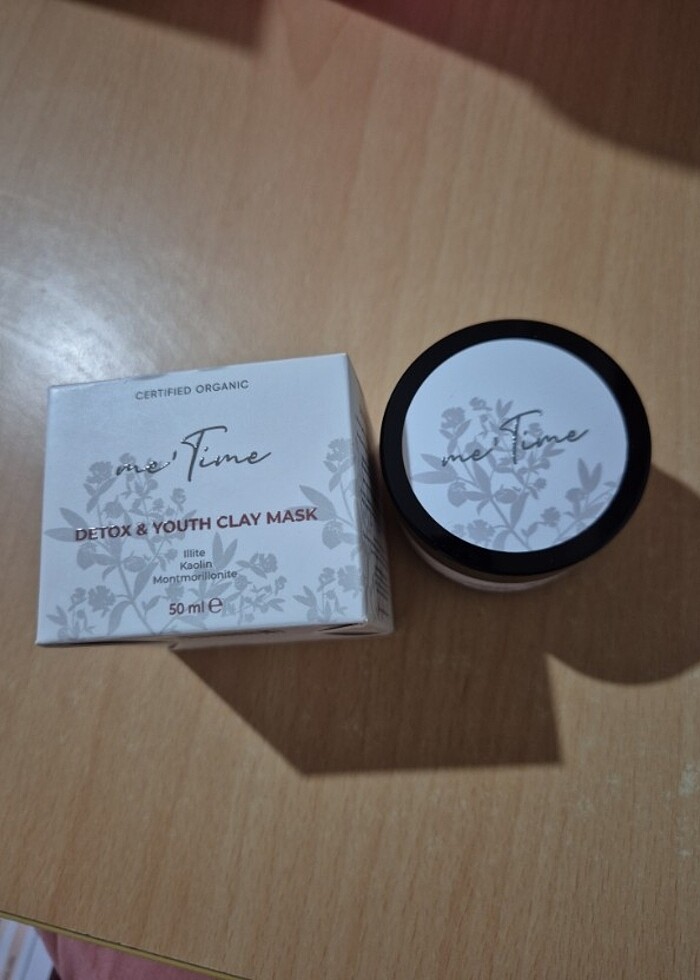 CERTIFIED ORGANIC
me'Time
DETOX & YOUTH CLAY MASK
Illite
Kaolin
Montmorillonite
50 ml ℮
me'Time